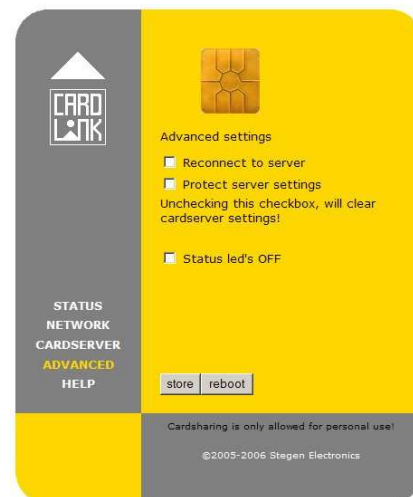 CARD
LINK
Advanced settings
Reconnect to server
Protect server settings
Unchecking this checkbox, will clear
cardserver settings!
Status led's OFF
STATUS
NETWORK
CARDSERVER
ADVANCED
HELP
store reboot
Cardsharing is only allowed for personal use!
©2005-2006 Stegen Electronics